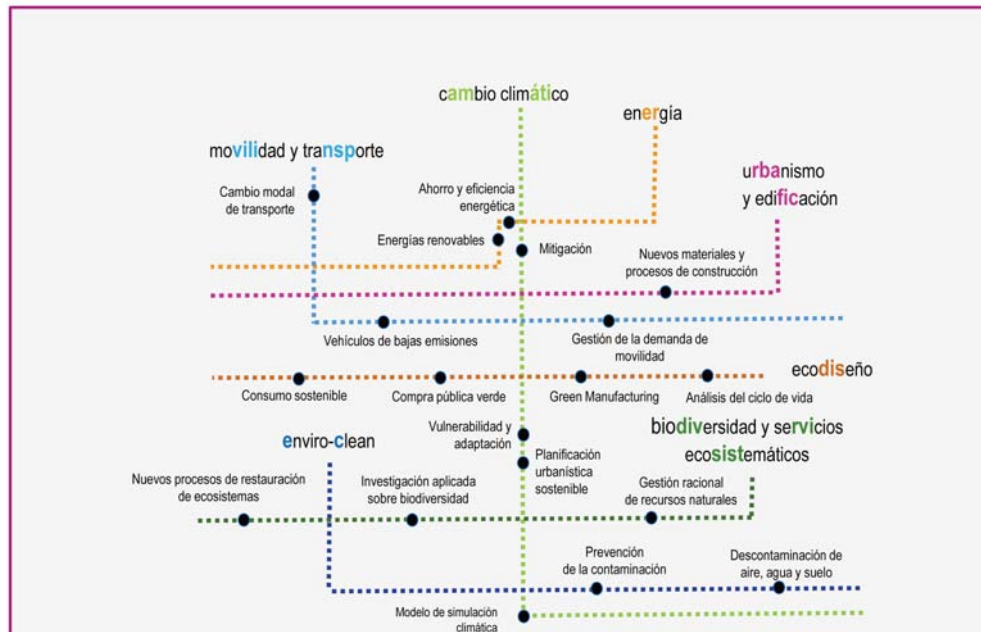 cambio climático
energía
movilidad y transporte
urbanismo
y edificación
Cambio modal
de transporte
Ahorro y eficiencia
energética
Energías renovables
Mitigación
Nuevos materiales y
procesos de construcción
Vehículos de bajas emisiones
Gestión de la demanda de
movilidad
ecodiseño
Consumo sostenible
Compra pública verde
Green Manufacturing
Análisis del ciclo de vida
Vulnerabilidad y
adaptación
biodiversidad y servicios
ecosistemáticos
enviro-clean
Planificación
urbanística
sostenible
Nuevos procesos de restauración
de ecosistemas
Investigación aplicada
sobre biodiversidad
Gestión racional
de recursos naturales
Prevención
de la contaminación
Descontaminación de
aire, agua y suelo
Modelo de simulación
climática